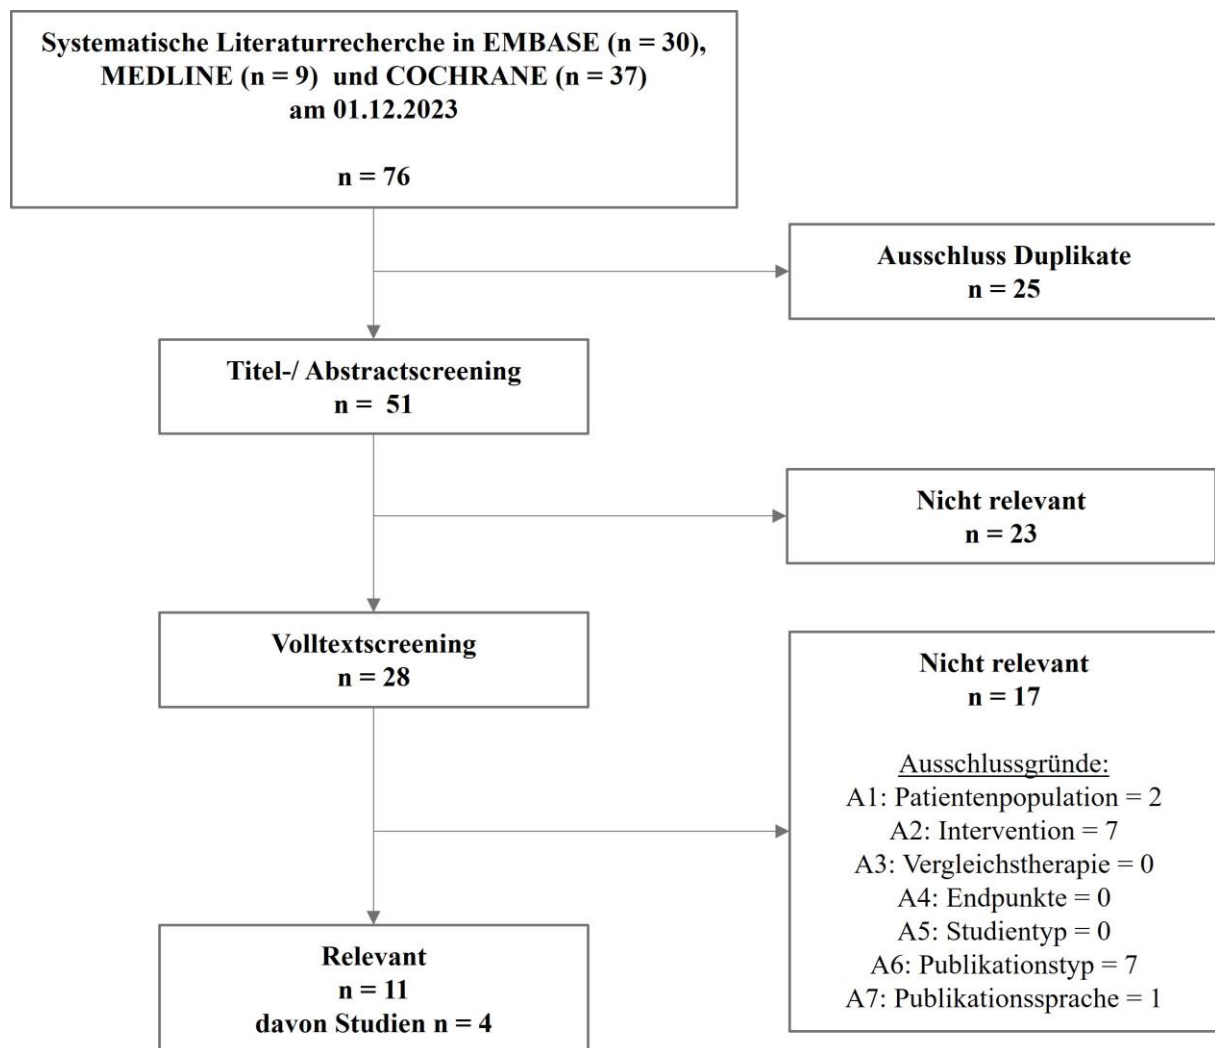 Systematische Literaturrecherche in EMBASE (n = 30),
MEDLINE (n = 9) und COCHRANE (n = 37)
am 01.12.2023
n = 76
Ausschluss Duplikate
n = 25
Titel-/ Abstractscreening
n = 51
Nicht relevant
n = 23
Volltextscreening
n = 28
Nicht relevant
n = 17
Ausschlussgründe:
A1: Patientenpopulation = 2
A2: Intervention = 7
A3: Vergleichstherapie = 0
A4: Endpunkte = 0
A5: Studientyp = 0
A6: Publikationstyp = 7
A7: Publikationssprache = 1
Relevant
n = 11
davon Studien n = 4